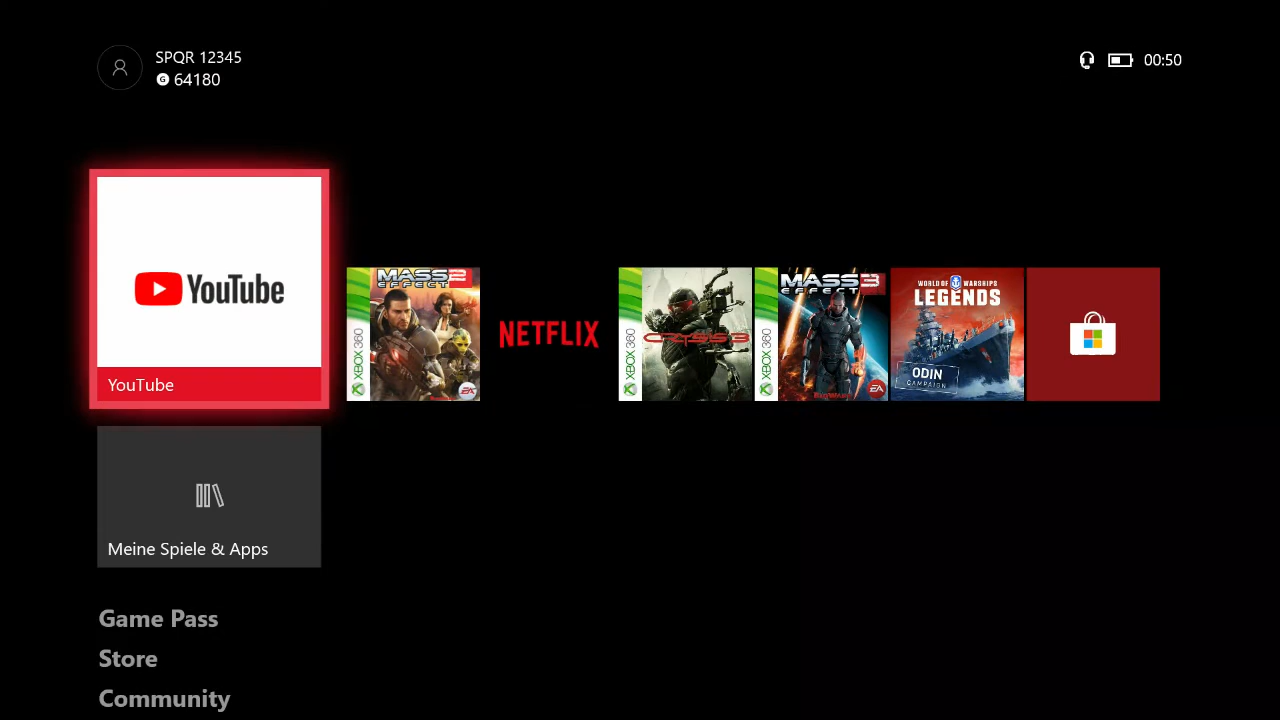 SPQR 12345
G 64180
00:50
YouTube
YouTube
MASS 2
EFFECT
XBOX 360
EA
NETFLIX
XBOX 360
CRYSIS 3
XBOX 360
MASS 3
EFFECT
BIOWARE
EA
WORLD OF WARSHIPS
LEGENDS
ODIN
CAMPAIGN
Meine Spiele & Apps
Game Pass
Store
Community